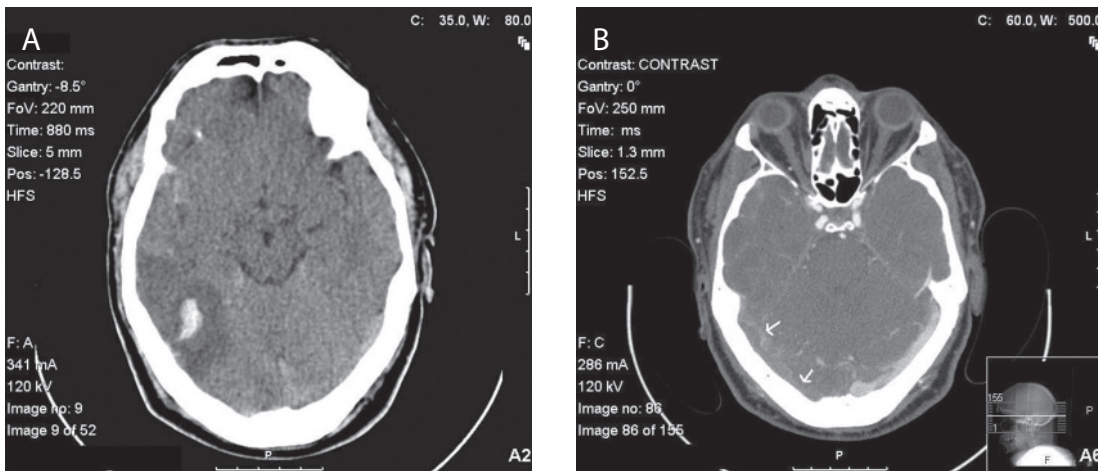 A
C: 35.0, W: 80.0
Contrast:
Gantry: -8.5°
FoV: 220 mm
Time: 880 ms
Slice: 5 mm
Pos: -128.5
HFS
L
F: A
341 mA
120 kV
Image no: 9
Image 9 of 52
P
A2
B
C: 60.0, W: 500.0
Contrast: CONTRAST
Gantry: 0°
FoV: 250 mm
Time: ms
Slice: 1.3 mm
Pos: 152.5
HFS
L
F: C
286 mA
120 kV
Image no: 86
Image 86 of 155
P
155
1
P
F
A6